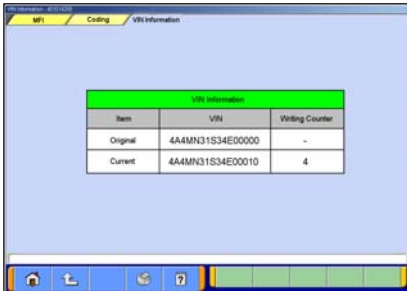 MFI Coding VIN Information
VIN Information
Item VIN Writing Counter
Original 4A4MN31S34E00000 -
Current 4A4MN31S34E00010 4
?